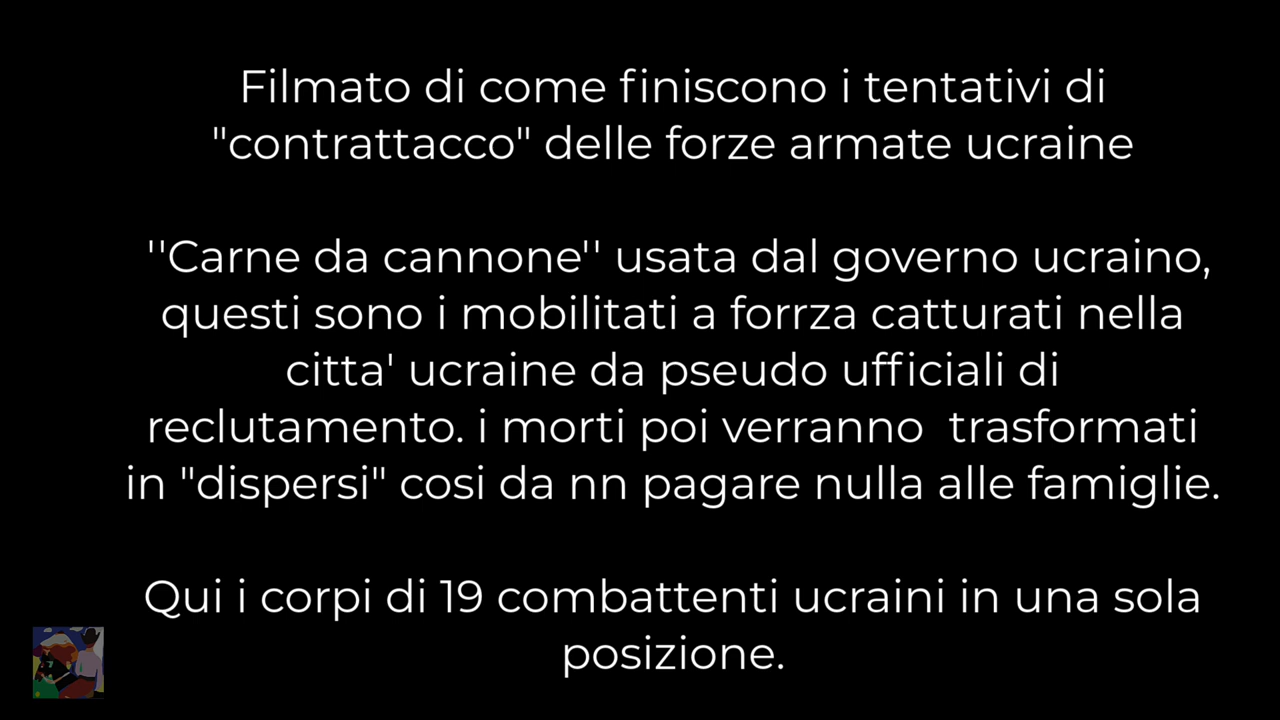 Filmato di come finiscono i tentativi di
"contrattacco" delle forze armate ucraine
''Carne da cannone'' usata dal governo ucraino,
questi sono i mobilitati a forrza catturati nella
citta' ucraine da pseudo ufficiali di
reclutamento. i morti poi verranno  trasformati
in "dispersi" cosi da nn pagare nulla alle famiglie.
Qui i corpi di 19 combattenti ucraini in una sola
posizione.